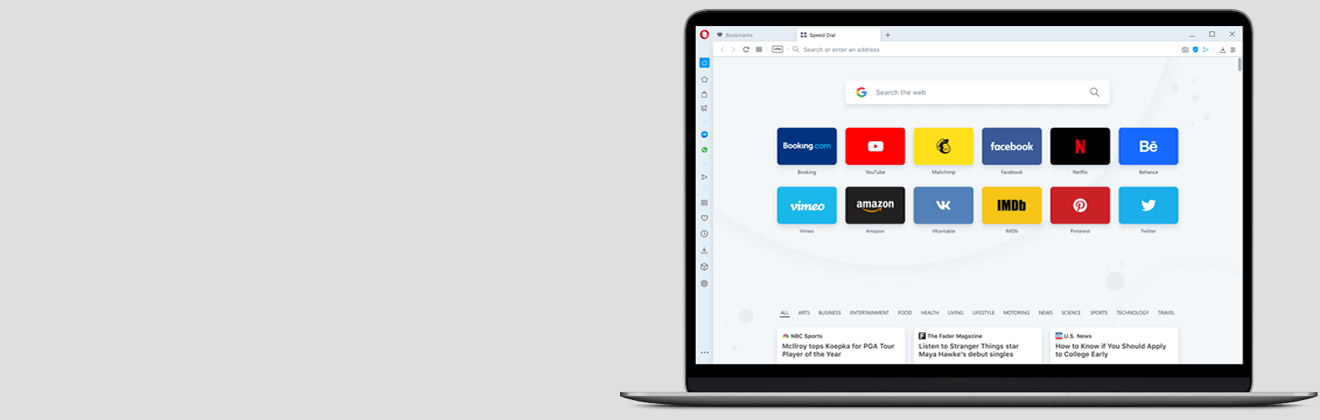 Bookmarks
Speed Dial
VPN
Search or enter an address
Search the web
Booking.com
facebook
N
Bē
Booking
YouTube
Mailchimp
Facebook
Netflix
Behance
vimeo
amazon
VK
IMDb
Vimeo
Amazon
VKontakte
IMDb
Pinterest
Twitter
ALL ARTS BUSINESS ENTERTAINMENT FOOD HEALTH LIVING LIFESTYLE MOTORING NEWS SCIENCE SPORTS TECHNOLOGY TRAVEL
NBC Sports
McIlroy tops Koepka for PGA Tour
Player of the Year
The Fader Magazine
Listen to Stranger Things star
Maya Hawke's debut singles
U.S. News
How to Know if You Should Apply
to College Early